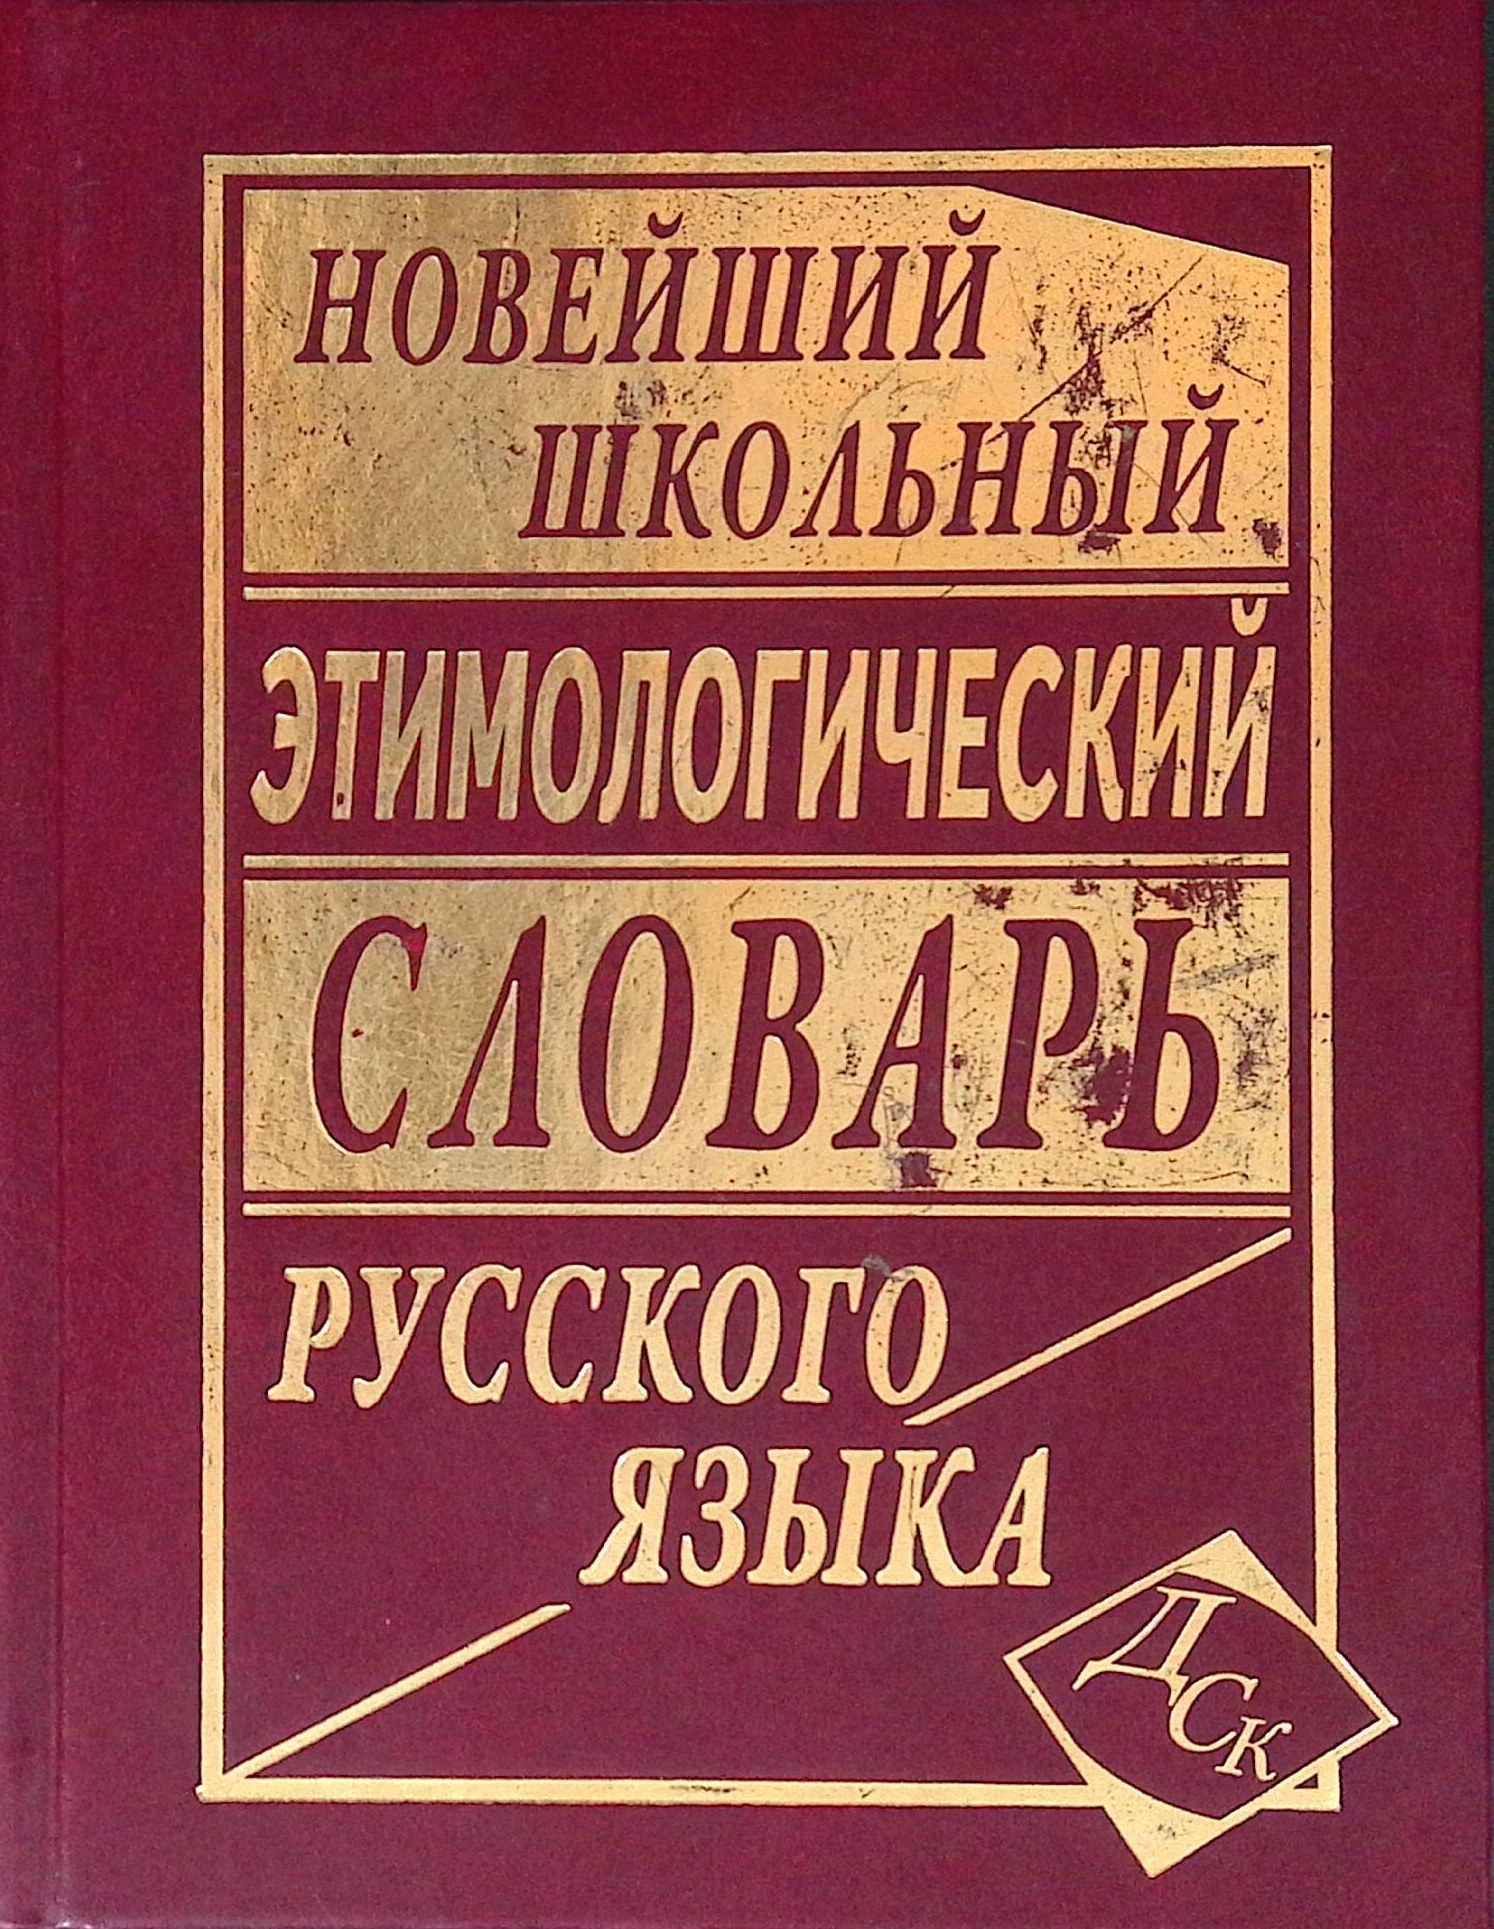 НОВЕЙШИЙ
ШКОЛЬНЫЙ
ЭТИМОЛОГИЧЕСКИЙ
СЛОВАРЬ
РУССКОГО
ЯЗЫКА
ДСК